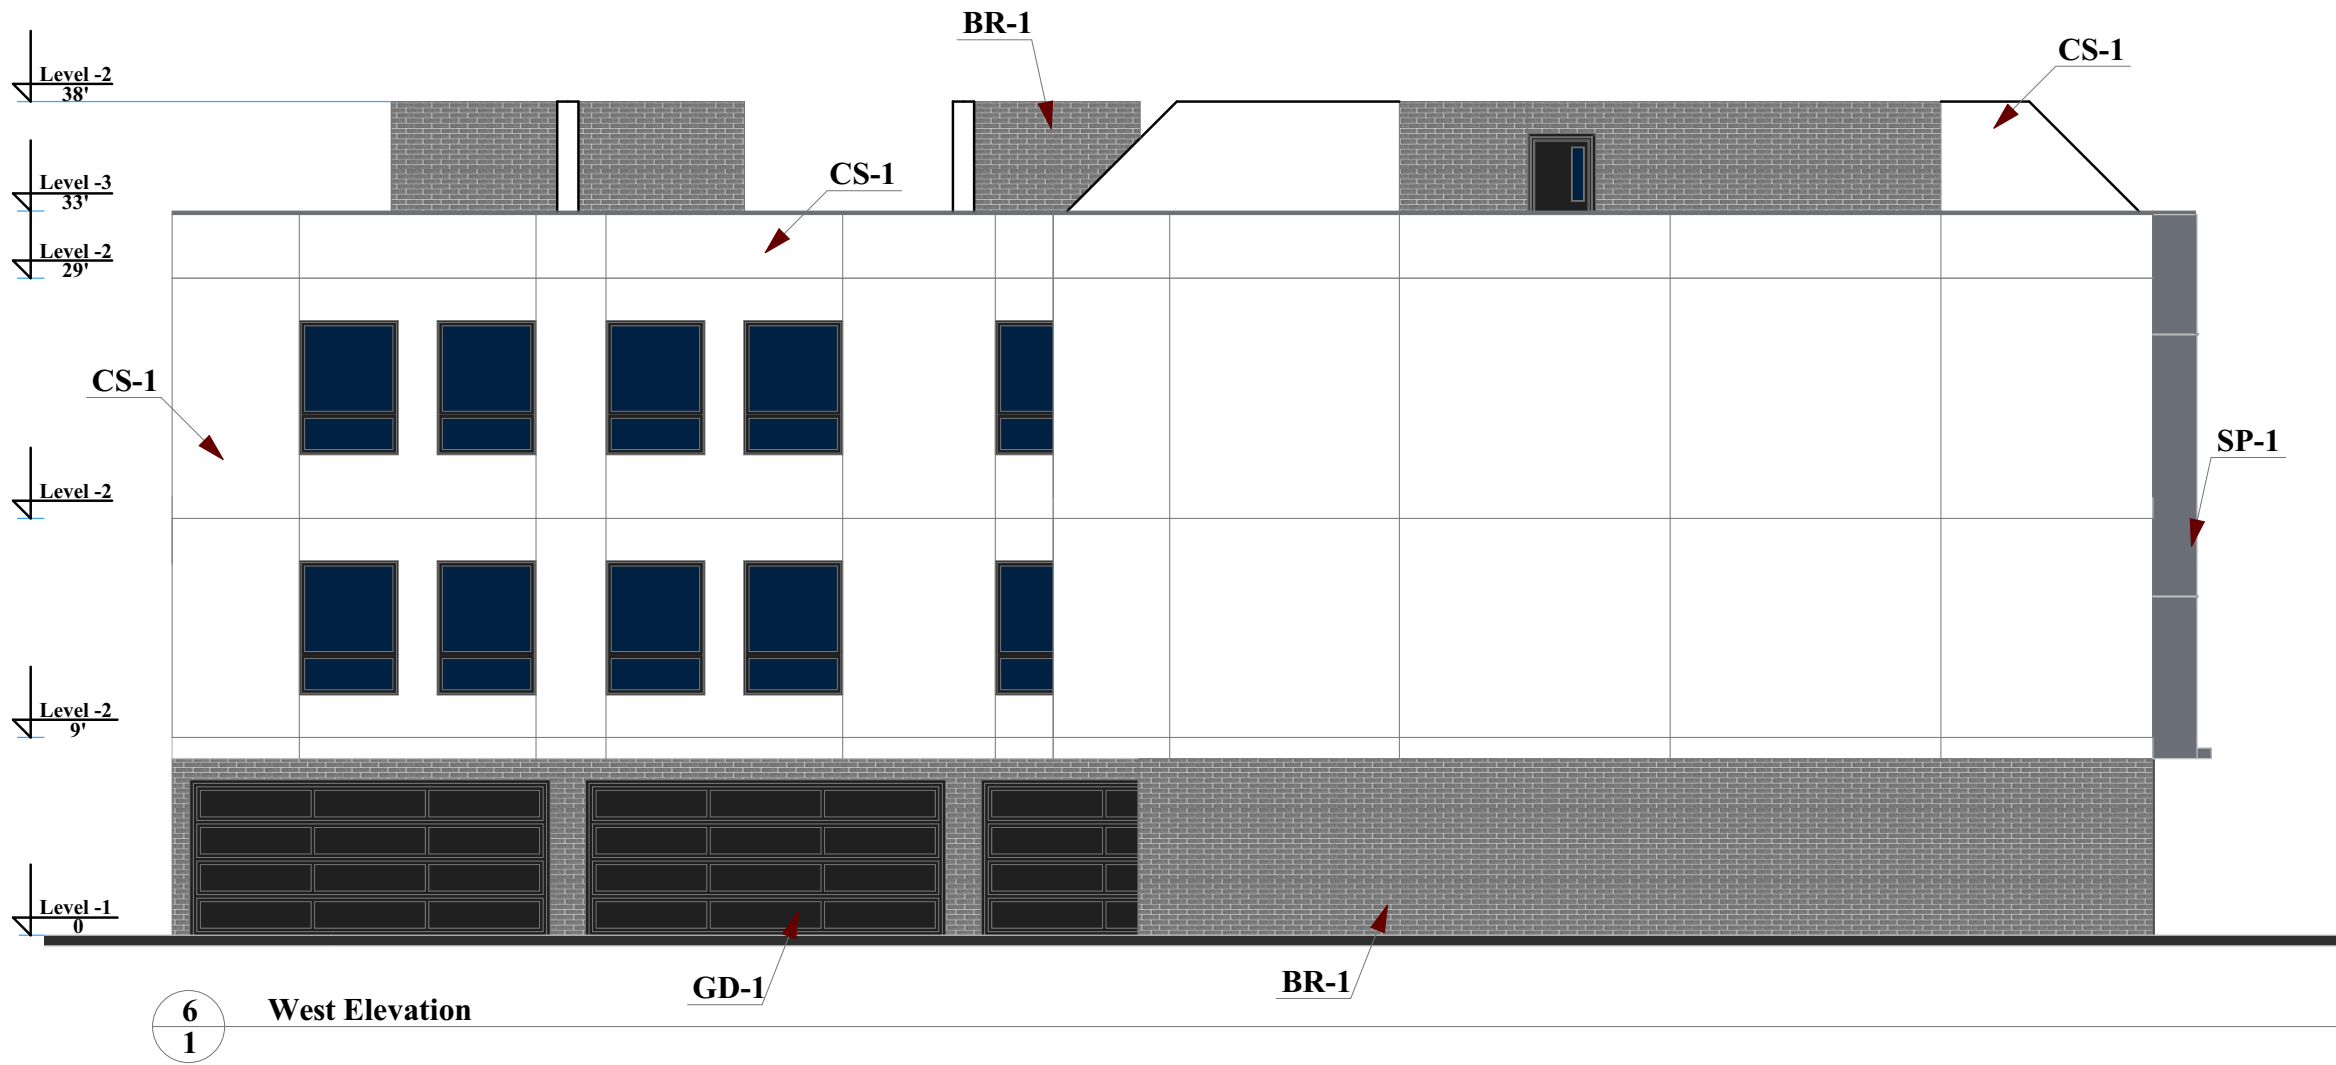 BR-1
CS-1
Level -2
38'
CS-1
Level -3
33'
Level -2
29'
CS-1
SP-1
Level -2
Level -2
9'
Level -1
0
GD-1
BR-1
6
West Elevation
1